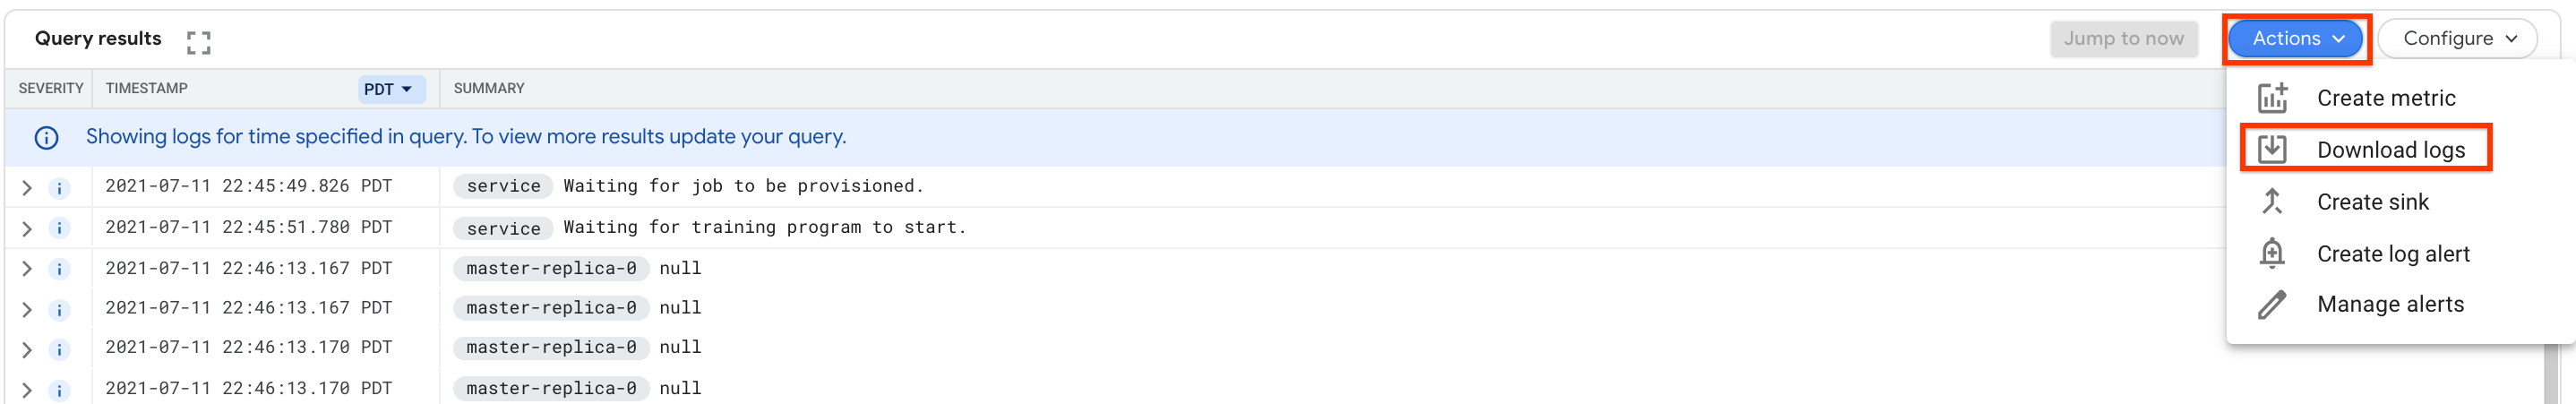 Query results
Jump to now
Actions
Configure
SEVERITY TIMESTAMP PDT SUMMARY
Showing logs for time specified in query. To view more results update your query.
2021-07-11 22:45:49.826 PDT service Waiting for job to be provisioned.
2021-07-11 22:45:51.780 PDT service Waiting for training program to start.
2021-07-11 22:46:13.167 PDT master-replica-0 null
2021-07-11 22:46:13.167 PDT master-replica-0 null
2021-07-11 22:46:13.170 PDT master-replica-0 null
2021-07-11 22:46:13.170 PDT master-replica-0 null
Create metric
Download logs
Create sink
Create log alert
Manage alerts